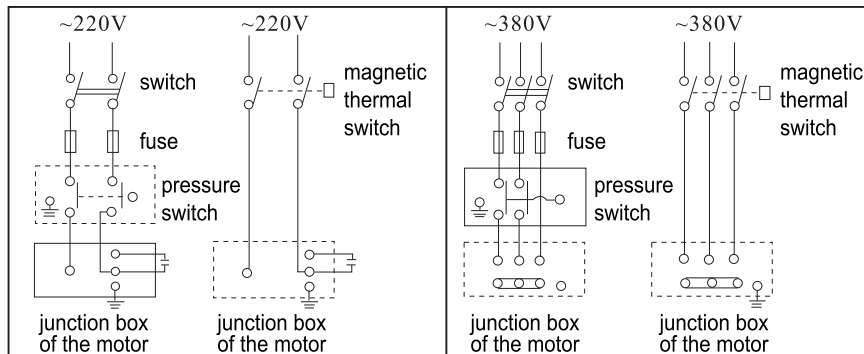 ~220V
switch
fuse
pressure
switch
junction box
of the motor
~220V
magnetic
thermal
switch
junction box
of the motor
~380V
switch
fuse
pressure
switch
junction box
of the motor
~380V
magnetic
thermal
switch
junction box
of the motor